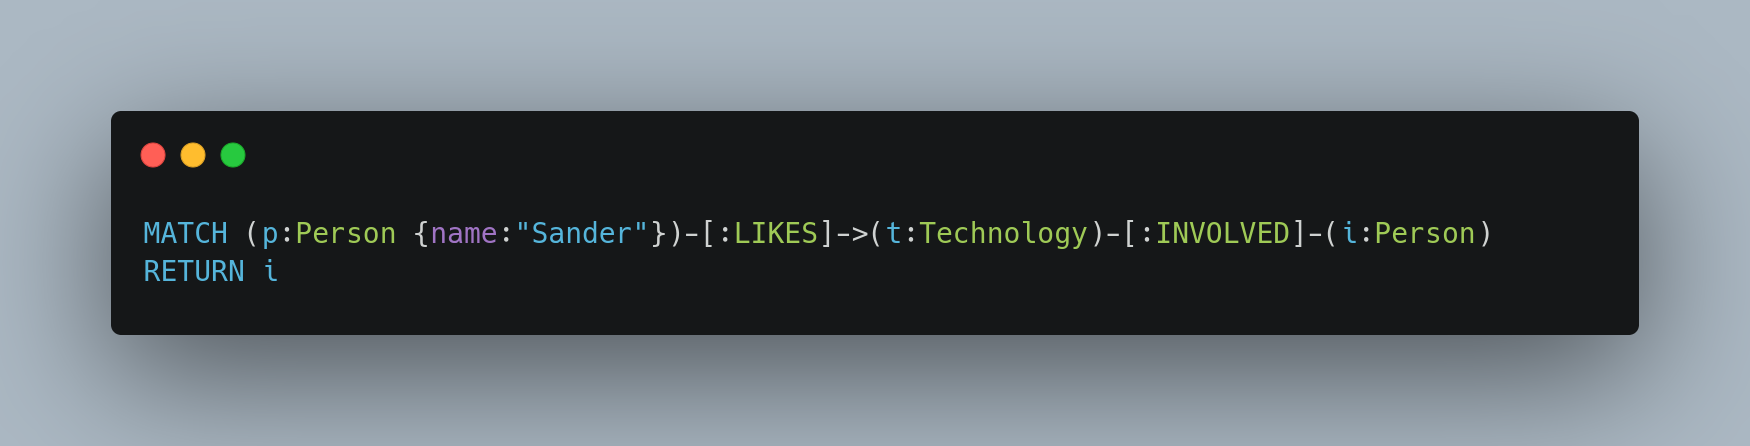 MATCH (p:Person {name:"Sander"})-[:LIKES]->(t:Technology)-[:INVOLVED]-(i:Person)
RETURN i